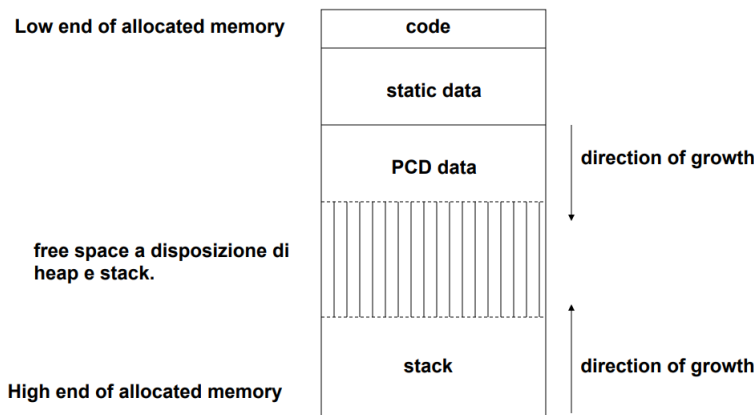 Low end of allocated memory
code
static data
PCD data
direction of growth
free space a disposizione di
heap e stack.
stack
direction of growth
High end of allocated memory